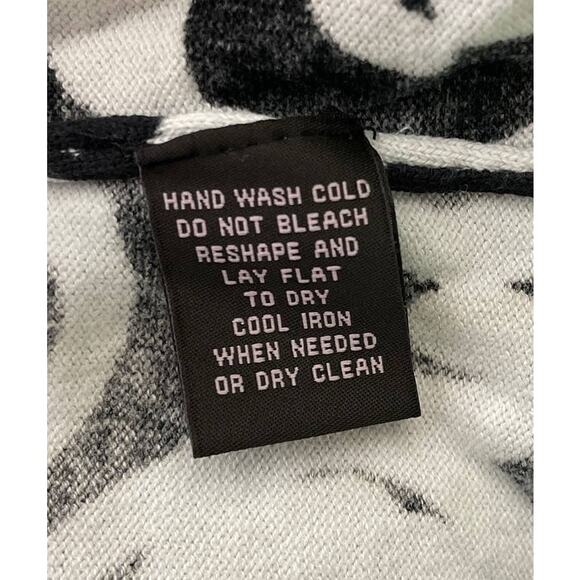 HAND WASH COLD
DO NOT BLEACH
RESHAPE AND
LAY FLAT
TO DRY
COOL IRON
WHEN NEEDED
OR DRY CLEAN